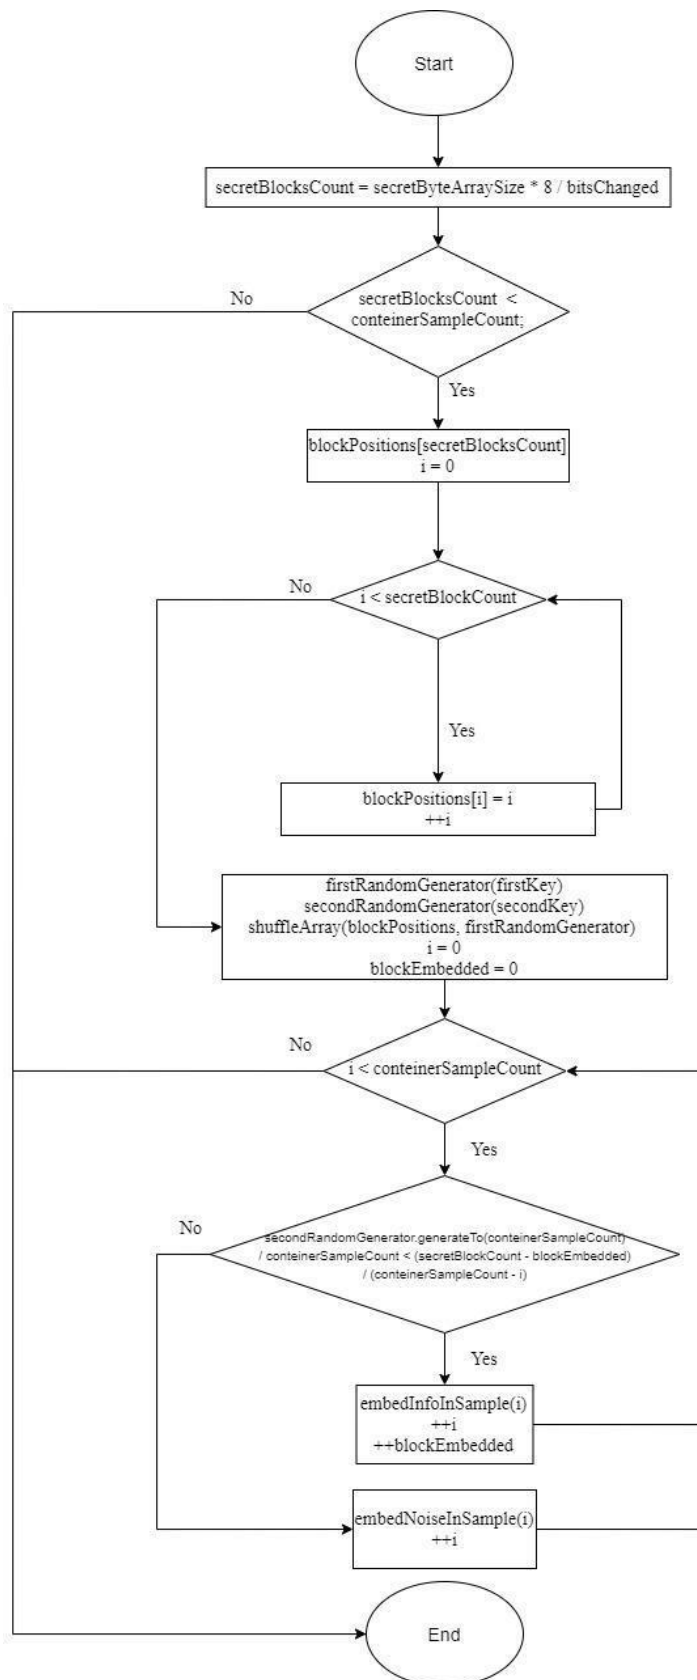 Start
secretBlocksCount = secretByteArraySize * 8 / bitsChanged
No
secretBlocksCount <
conteinerSampleCount;
Yes
blockPositions[secretBlocksCount]
i = 0
No
i < secretBlockCount
Yes
blockPositions[i] = i
++i
firstRandomGenerator(firstKey)
secondRandomGenerator(secondKey)
shuffleArray(blockPositions, firstRandomGenerator)
i = 0
blockEmbedded = 0
No
i < conteinerSampleCount
Yes
No
secondRandomGenerator.generateTo(conteinerSampleCount)
/ conteinerSampleCount < (secretBlockCount - blockEmbedded)
/ (conteinerSampleCount - i)
Yes
embedInfoInSample(i)
++i
++blockEmbedded
embedNoiseInSample(i)
++i
End